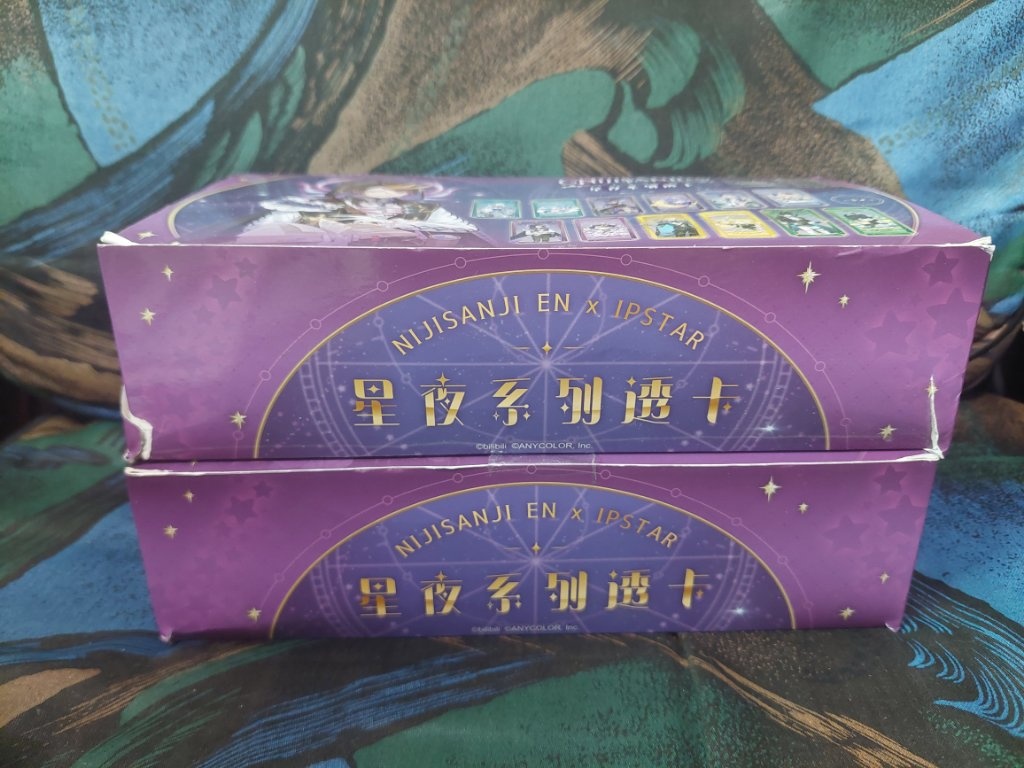 NIJISANJI EN x IPSTAR
星夜系列透卡
©bilibili ©ANYCOLOR, Inc.
NIJISANJI EN x IPSTAR
星夜系列透卡
©bilibili ©ANYCOLOR, Inc.